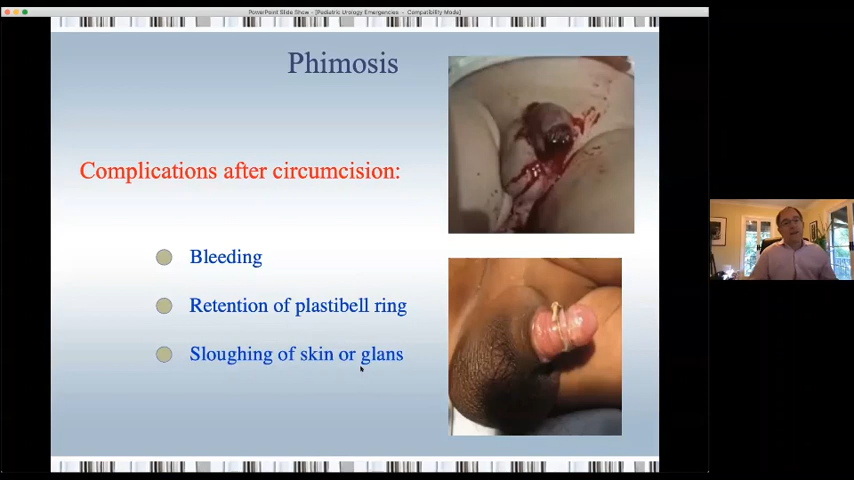 PowerPoint Slide Show - [Pediatric Urology Emergencies - Compatibility Mode]
Phimosis
Complications after circumcision:
Bleeding
Retention of plastibell ring
Sloughing of skin or glans